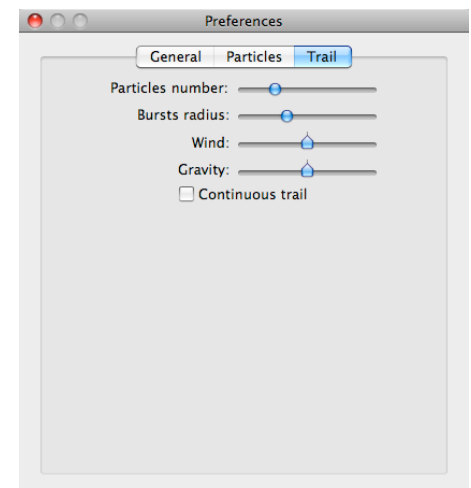 Preferences
General Particles Trail
Particles number:
Bursts radius:
Wind:
Gravity:
Continuous trail